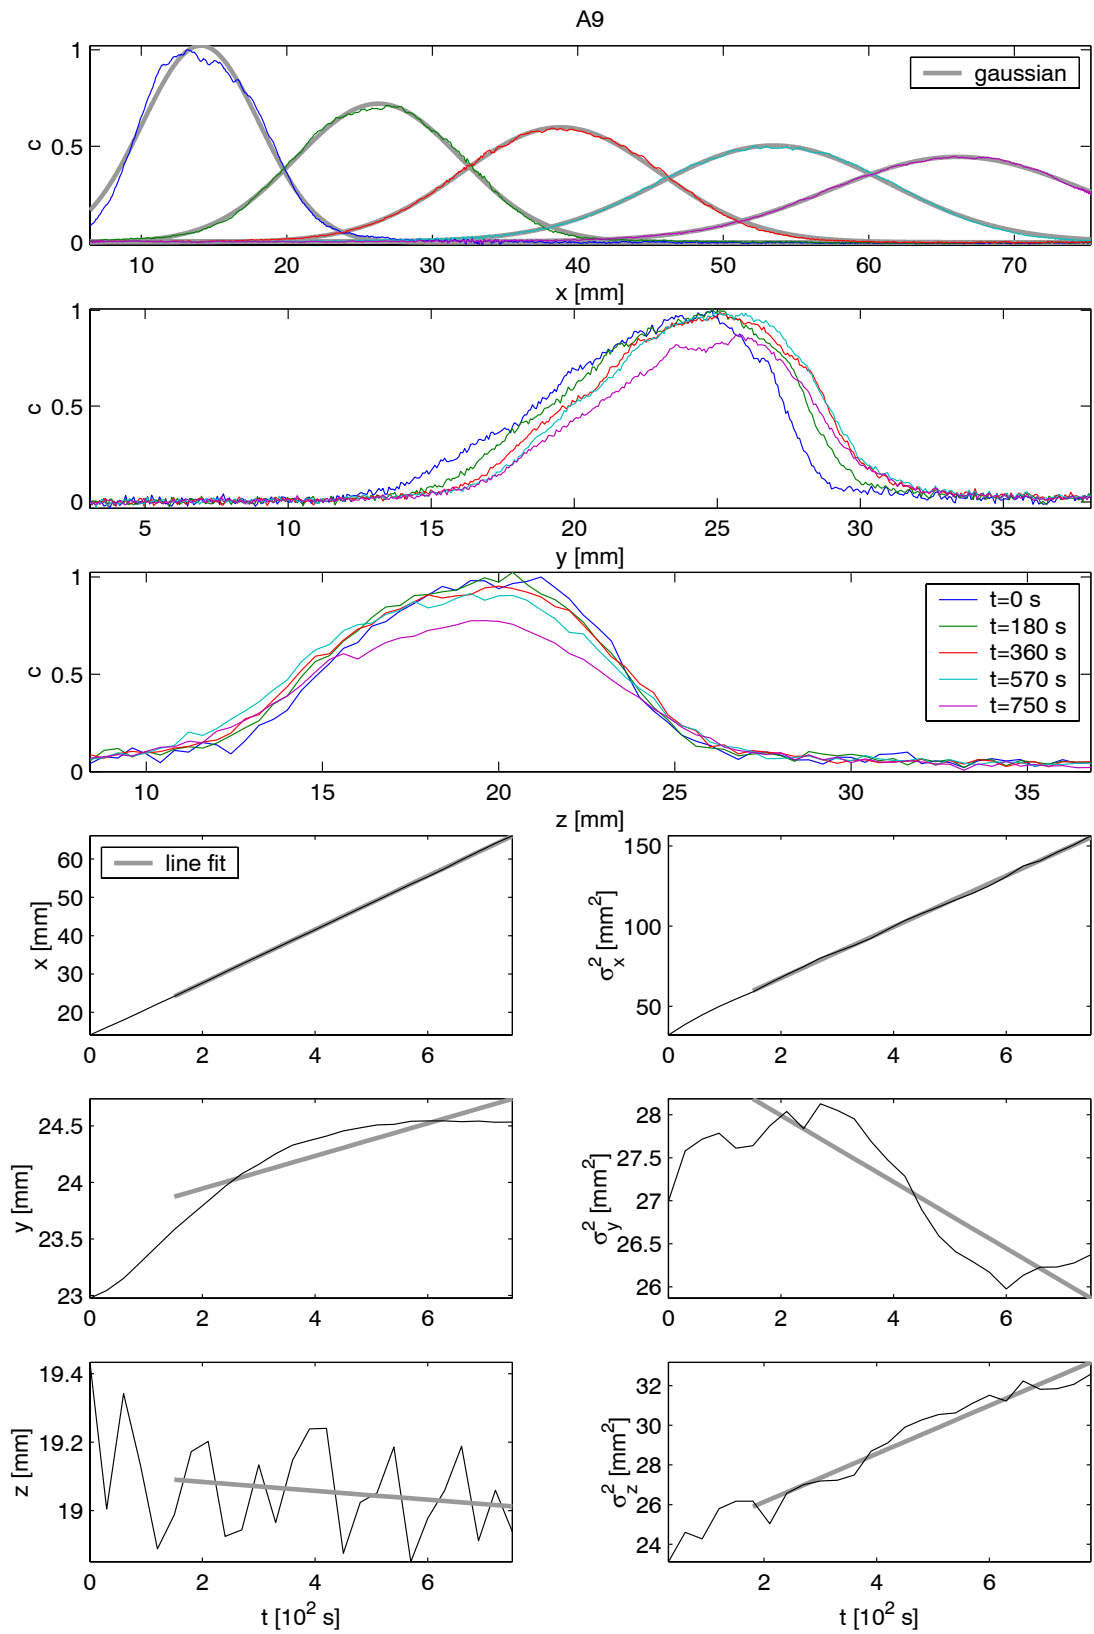 A9
1
0.5
0
c
gaussian
10 20 30 40 50 60 70
x [mm]
1
0.5
0
c
5 10 15 20 25 30 35
y [mm]
1
0.5
0
c
t=0 s
t=180 s
t=360 s
t=570 s
t=750 s
10 15 20 25 30 35
z [mm]
60
50
40
30
20
x [mm]
line fit
0 2 4 6
150
100
50
σx² [mm²]
0 2 4 6
24.5
24
23.5
23
y [mm]
0 2 4 6
28
27.5
27
26.5
26
σy² [mm²]
0 2 4 6
19.4
19.2
19
z [mm]
0 2 4 6
t [10² s]
32
30
28
26
24
σz² [mm²]
2 4 6
t [10² s]